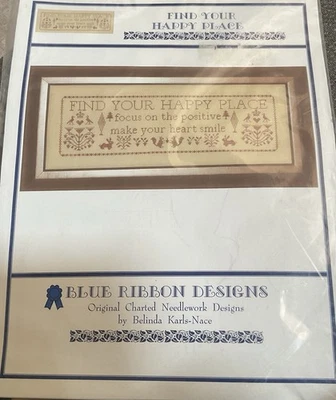 FIND YOUR
HAPPY PLACE
FIND YOUR HAPPY PLACE
focus on the positive
make your heart smile
BLUE RIBBON DESIGNS
Original Charted Needlework Designs
by Belinda Karls-Nace